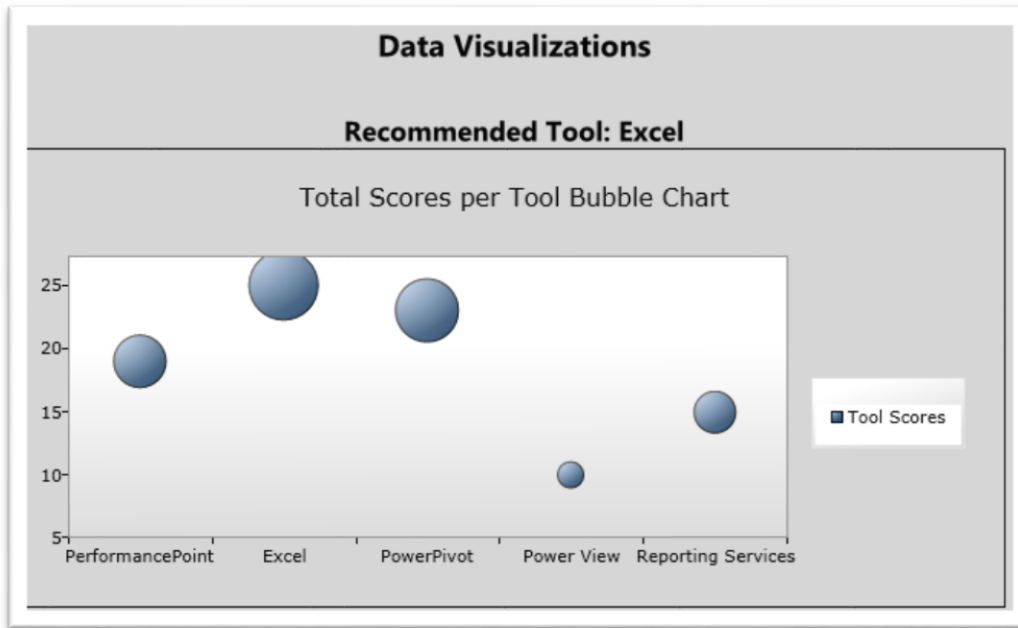 Data Visualizations
Recommended Tool: Excel
Total Scores per Tool Bubble Chart
25
20
15
10
5
PerformancePoint Excel PowerPivot Power View Reporting Services
Tool Scores